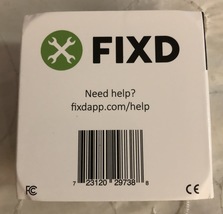 FIXD
Need help?
fixdapp.com/help
7 23120 29738 8
FC CE